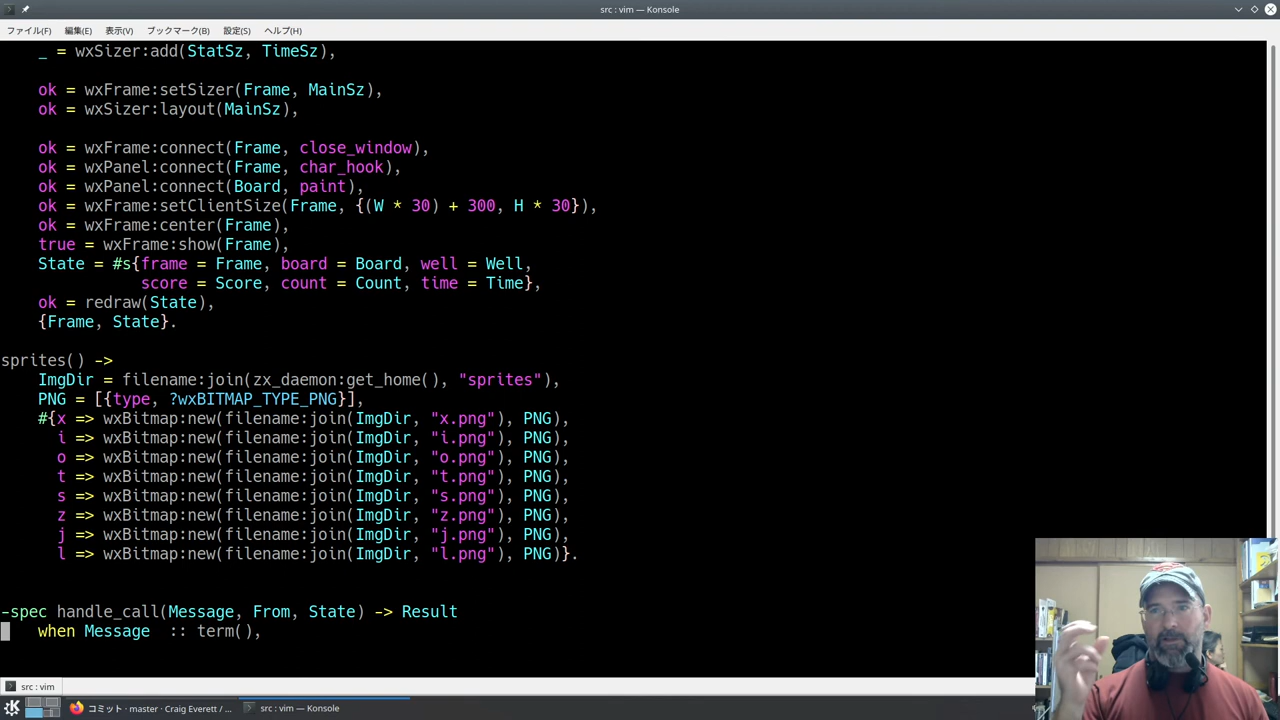 src : vim — Konsole
ファイル(F) 編集(E) 表示(V) ブックマーク(B) 設定(S) ヘルプ(H)
_ = wxSizer:add(StatSz, TimeSz),
ok = wxFrame:setSizer(Frame, MainSz),
ok = wxSizer:layout(MainSz),
ok = wxFrame:connect(Frame, close_window),
ok = wxPanel:connect(Frame, char_hook),
ok = wxPanel:connect(Board, paint),
ok = wxFrame:setClientSize(Frame, {(W * 30) + 300, H * 30}),
ok = wxFrame:center(Frame),
true = wxFrame:show(Frame),
State = #s{frame = Frame, board = Board, well = Well,
score = Score, count = Count, time = Time},
ok = redraw(State),
{Frame, State}.
sprites() ->
ImgDir = filename:join(zx_daemon:get_home(), "sprites"),
PNG = [{type, ?wxBITMAP_TYPE_PNG}],
#{x => wxBitmap:new(filename:join(ImgDir, "x.png"), PNG),
i => wxBitmap:new(filename:join(ImgDir, "i.png"), PNG),
o => wxBitmap:new(filename:join(ImgDir, "o.png"), PNG),
t => wxBitmap:new(filename:join(ImgDir, "t.png"), PNG),
s => wxBitmap:new(filename:join(ImgDir, "s.png"), PNG),
z => wxBitmap:new(filename:join(ImgDir, "z.png"), PNG),
j => wxBitmap:new(filename:join(ImgDir, "j.png"), PNG),
l => wxBitmap:new(filename:join(ImgDir, "l.png"), PNG)}.
-spec handle_call(Message, From, State) -> Result
when Message :: term(),
src : vim
コミット · master · Craig Everett / ... src : vim — Konsole